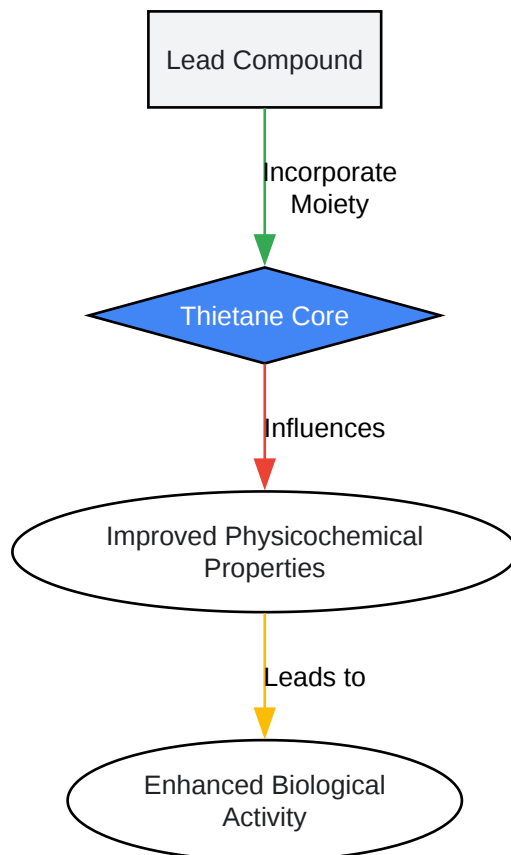 Lead Compound
Incorporate
Moiety
Thietane Core
Influences
Improved Physicochemical
Properties
Leads to
Enhanced Biological
Activity